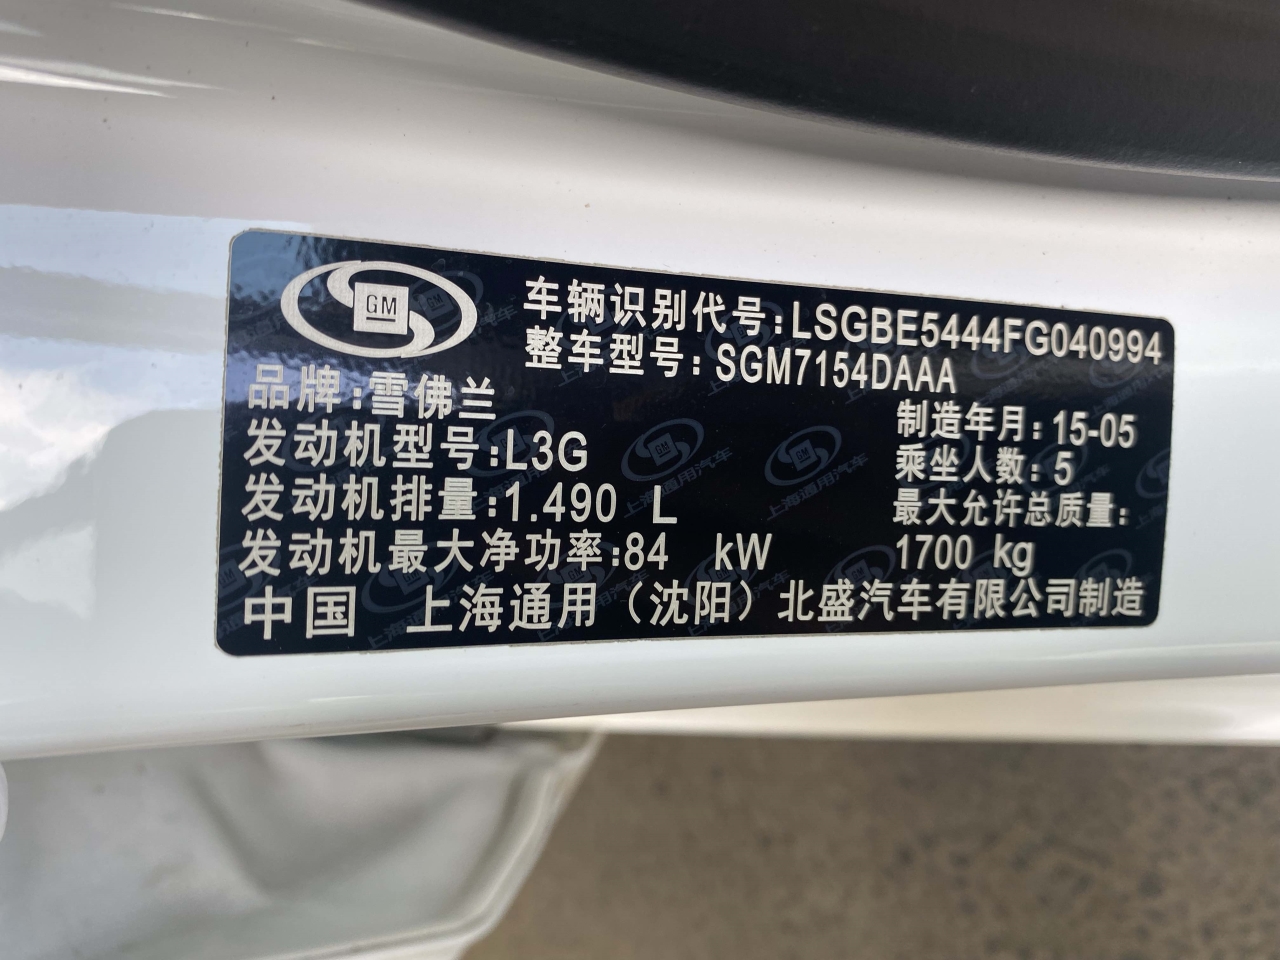 GM
车辆识别代号:LSGBE5444FG040994
整车型号:SGM7154DAAA
品牌:雪佛兰
制造年月:15-05
发动机型号:L3G
乘坐人数:5
发动机排量:1.490 L
最大允许总质量:
发动机最大净功率:84 kW
1700 kg
中国 上海通用（沈阳）北盛汽车有限公司制造